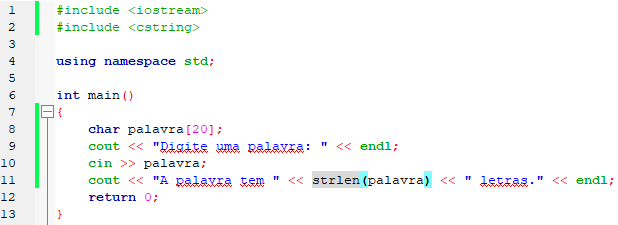 1 #include <iostream>
2 #include <cstring>
3
4 using namespace std;
5
6 int main()
7 {
8 char palavra[20];
9 cout << "Digite uma palavra: " << endl;
10 cin >> palavra;
11 cout << "A palavra tem " << strlen(palavra) << " letras." << endl;
12 return 0;
13 }